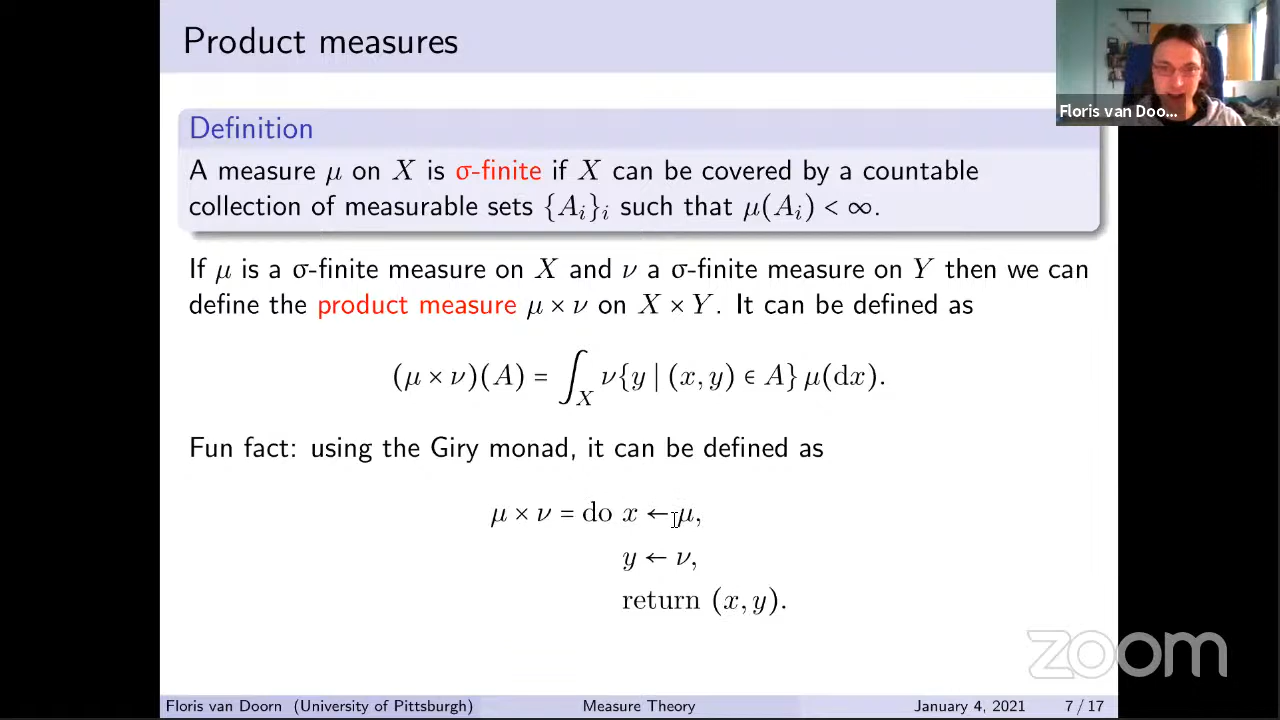 Product measures
Floris van Doo...
Definition
A measure μ on X is σ-finite if X can be covered by a countable
collection of measurable sets {A_i}_i such that μ(A_i) < ∞.
If μ is a σ-finite measure on X and ν a σ-finite measure on Y then we can
define the product measure μ × ν on X × Y. It can be defined as
(μ × ν)(A) = ∫_X ν{y | (x, y) ∈ A} μ(dx).
Fun fact: using the Giry monad, it can be defined as
μ × ν = do x ← μ,
y ← ν,
return (x, y).
zoom
Floris van Doorn (University of Pittsburgh) Measure Theory January 4, 2021 7 / 17